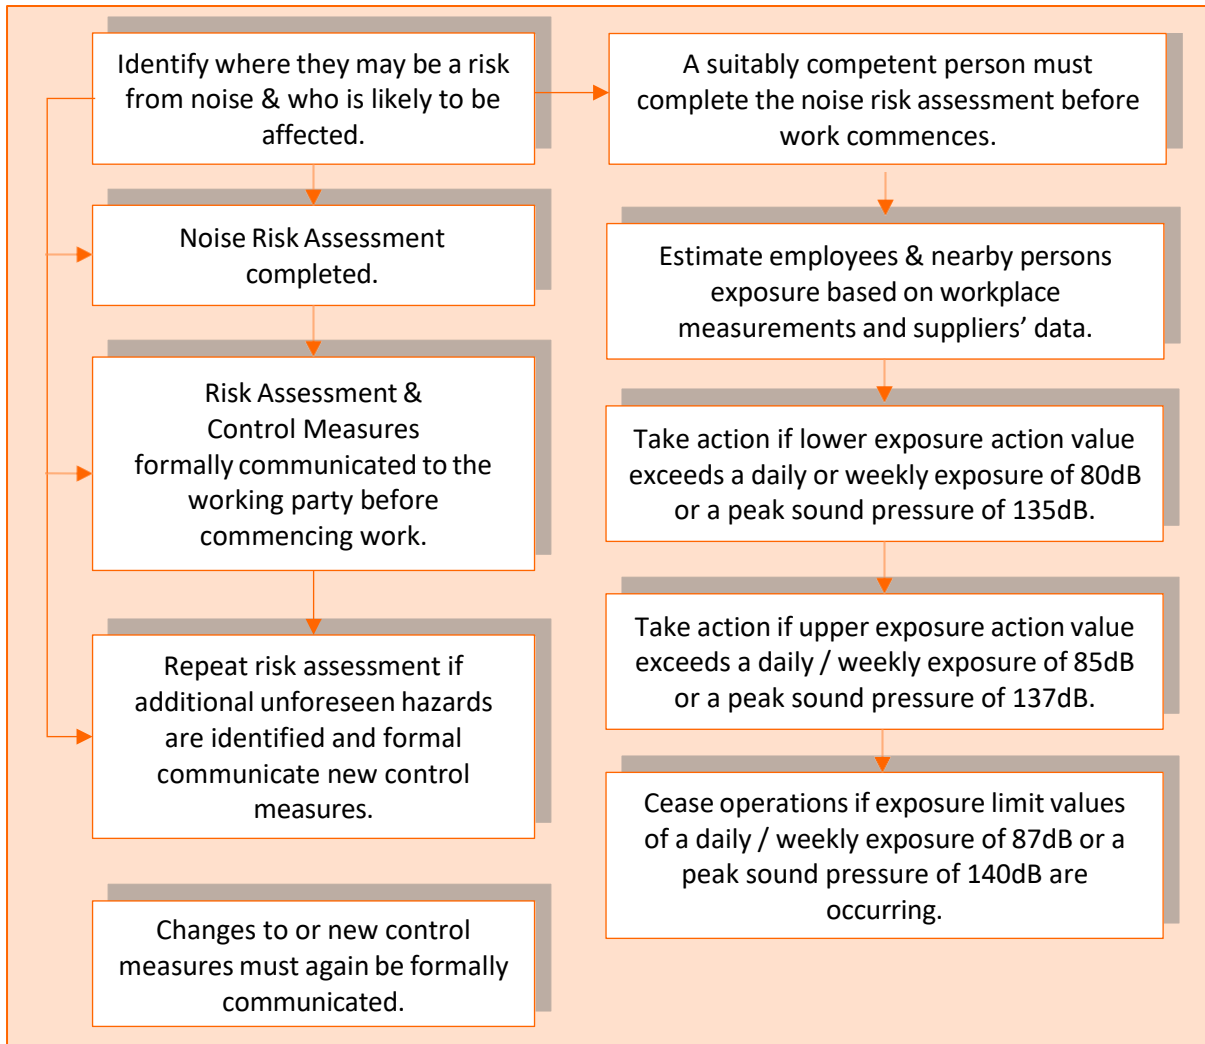 Identify where they may be a risk
from noise & who is likely to be
affected.
Noise Risk Assessment
completed.
Risk Assessment &
Control Measures
formally communicated to the
working party before
commencing work.
Repeat risk assessment if
additional unforeseen hazards
are identified and formal
communicate new control
measures.
Changes to or new control
measures must again be formally
communicated.
A suitably competent person must
complete the noise risk assessment before
work commences.
Estimate employees & nearby persons
exposure based on workplace
measurements and suppliers’ data.
Take action if lower exposure action value
exceeds a daily or weekly exposure of 80dB
or a peak sound pressure of 135dB.
Take action if upper exposure action value
exceeds a daily / weekly exposure of 85dB
or a peak sound pressure of 137dB.
Cease operations if exposure limit values
of a daily / weekly exposure of 87dB or a
peak sound pressure of 140dB are
occurring.